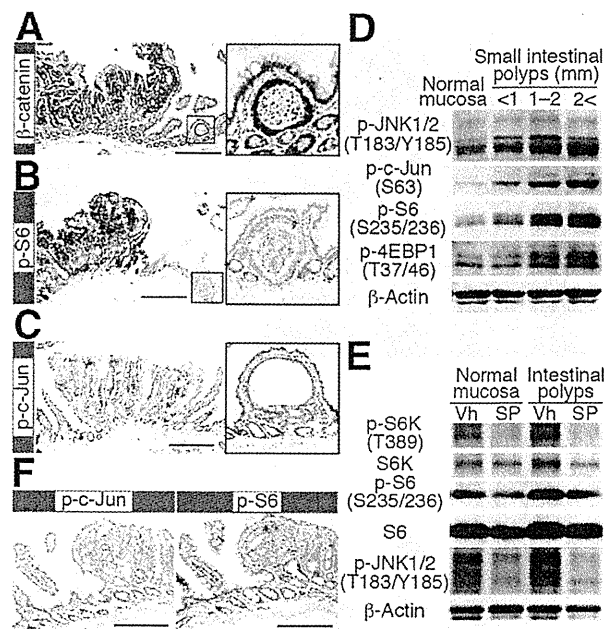 A
β-catenin
B
p-S6
C
p-c-Jun
F
p-c-Jun
p-S6
D
Small intestinal
polyps (mm)
Normal
mucosa
<1
1–2
2<
p-JNK1/2
(T183/Y185)
p-c-Jun
(S63)
p-S6
(S235/236)
p-4EBP1
(T37/46)
β-Actin
E
Normal
mucosa
Intestinal
polyps
Vh
SP
Vh
SP
p-S6K
(T389)
S6K
p-S6
(S235/236)
S6
p-JNK1/2
(T183/Y185)
β-Actin